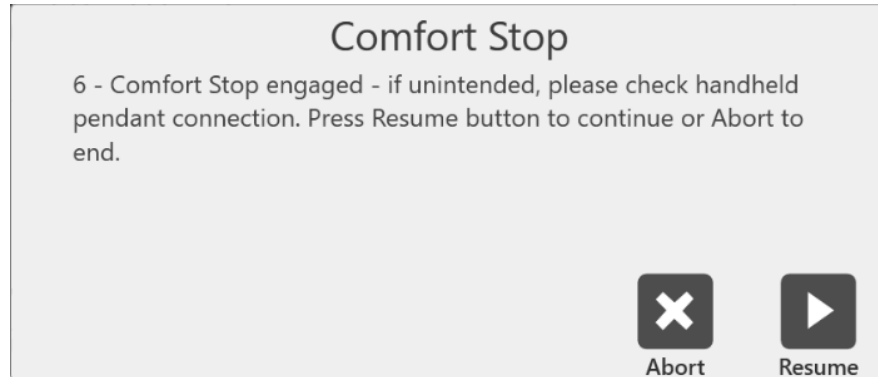 Comfort Stop
6 - Comfort Stop engaged - if unintended, please check handheld
pendant connection. Press Resume button to continue or Abort to
end.
Abort
Resume